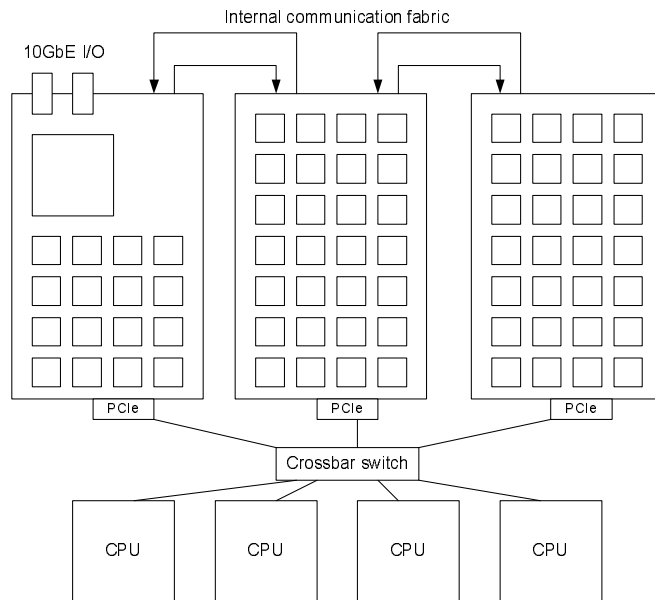 Internal communication fabric
10GbE I/O
PCIe
PCIe
PCIe
Crossbar switch
CPU
CPU
CPU
CPU